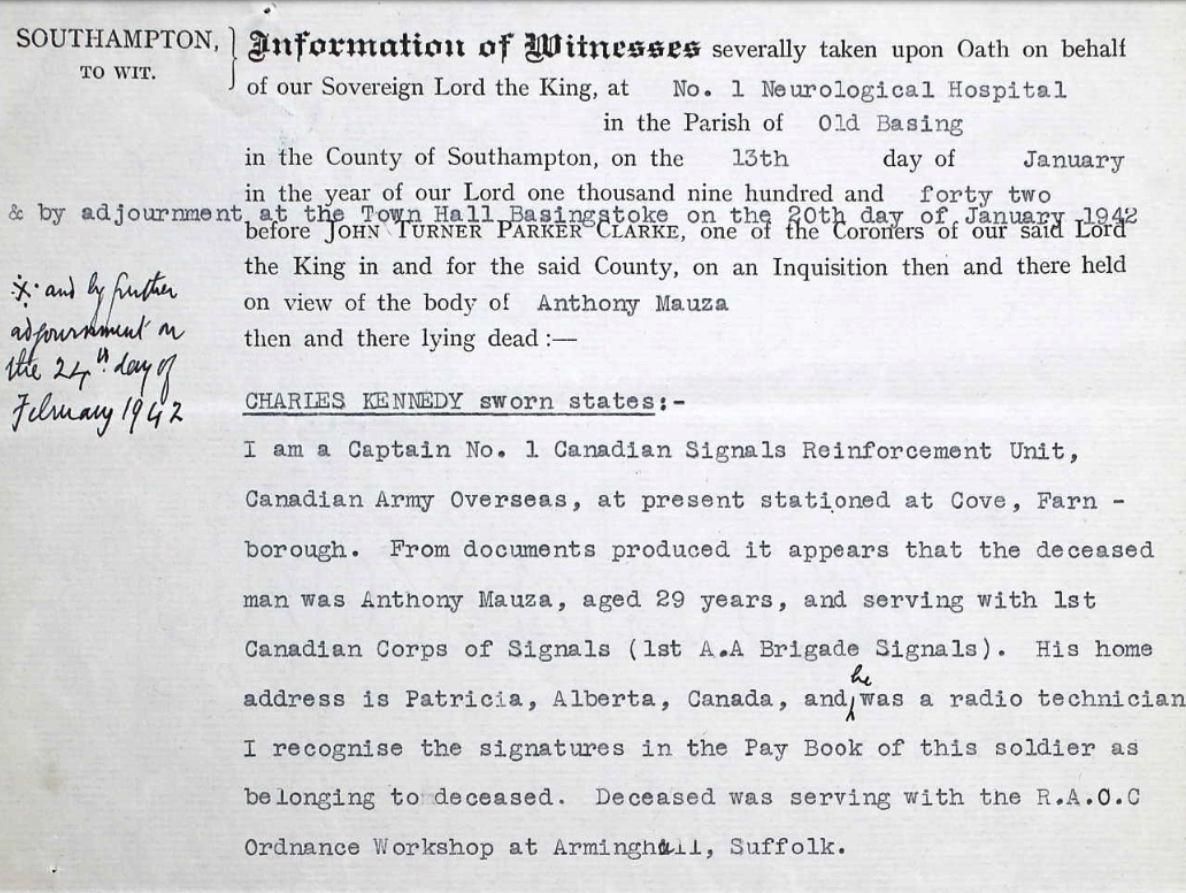 SOUTHAMPTON, } Information of Witnesses severally taken upon Oath on behalf
TO WIT.
of our Sovereign Lord the King, at No. 1 Neurological Hospital
in the Parish of Old Basing
in the County of Southampton, on the 13th day of January
in the year of our Lord one thousand nine hundred and forty two
& by adjournment at the Town Hall Basingstoke on the 20th day of January 1942
before JOHN TURNER PARKER CLARKE, one of the Coroners of our said Lord
the King in and for the said County, on an Inquisition then and there held
on view of the body of Anthony Mauza
then and there lying dead :—
※ and by further
adjournment on
the 24th day of
February 1942
CHARLES KENNEDY sworn states:-
I am a Captain No. 1 Canadian Signals Reinforcement Unit,
Canadian Army Overseas, at present stationed at Cove, Farn -
borough. From documents produced it appears that the deceased
man was Anthony Mauza, aged 29 years, and serving with 1st
Canadian Corps of Signals (1st A.A Brigade Signals). His home
address is Patricia, Alberta, Canada, and he was a radio technician
I recognise the signatures in the Pay Book of this soldier as
belonging to deceased. Deceased was serving with the R.A.O.C
Ordnance Workshop at Arminghall, Suffolk.